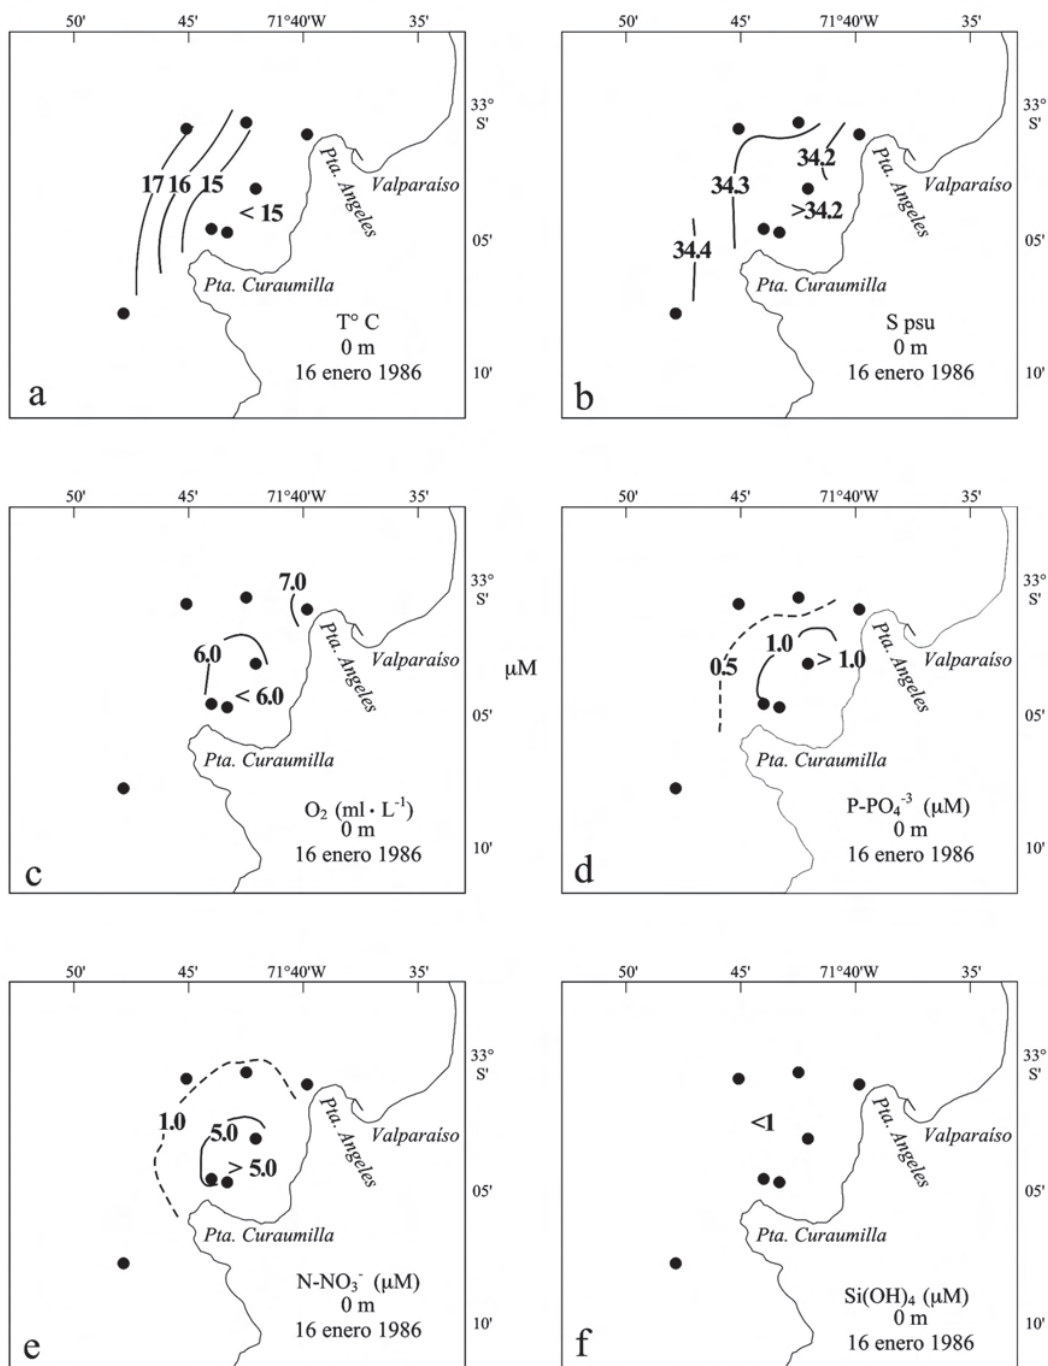 50' 45' 71°40'W 35'
33°
S'
17 16 15
< 15
Pta. Angeles
Valparaíso
05'
Pta. Curaumilla
T° C
0 m
16 enero 1986
10'
a
50' 45' 71°40'W 35'
33°
S'
34.2
34.3
>34.2
34.4
Pta. Angeles
Valparaíso
05'
Pta. Curaumilla
S psu
0 m
16 enero 1986
10'
b
50' 45' 71°40'W 35'
33°
S'
7.0
6.0
< 6.0
Pta. Angeles
Valparaíso
05'
Pta. Curaumilla
O₂ (ml · L⁻¹)
0 m
16 enero 1986
10'
c
µM
50' 45' 71°40'W 35'
33°
S'
1.0
0.5
> 1.0
Pta. Angeles
Valparaíso
05'
Pta. Curaumilla
P-PO₄⁻³ (µM)
0 m
16 enero 1986
10'
d
50' 45' 71°40'W 35'
33°
S'
1.0
5.0
> 5.0
Pta. Angeles
Valparaíso
05'
Pta. Curaumilla
N-NO₃⁻ (µM)
0 m
16 enero 1986
10'
e
50' 45' 71°40'W 35'
33°
S'
<1
Pta. Angeles
Valparaíso
05'
Pta. Curaumilla
Si(OH)₄ (µM)
0 m
16 enero 1986
10'
f